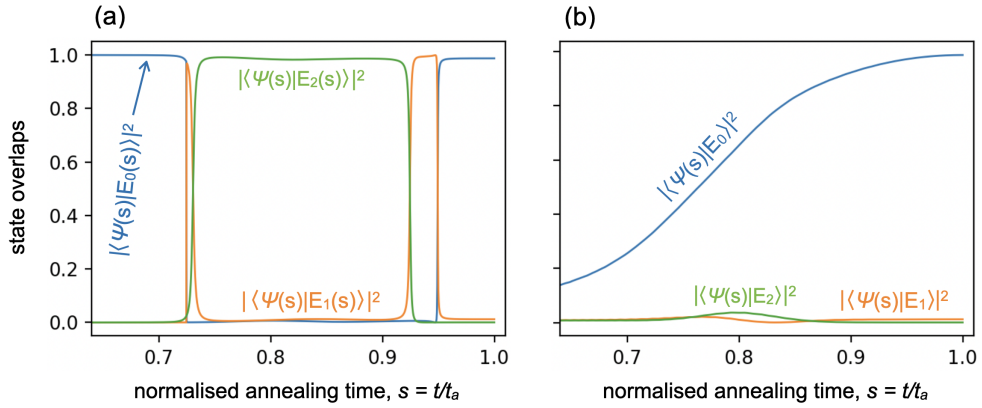 (a)
(b)
state overlaps
1.0
0.8
0.6
0.4
0.2
0.0
|⟨Ψ(s)|E₀(s)⟩|²
|⟨Ψ(s)|E₂(s)⟩|²
|⟨Ψ(s)|E₁(s)⟩|²
0.7 0.8 0.9 1.0
normalised annealing time, s = t/tₐ
|⟨Ψ(s)|E₀⟩|²
|⟨Ψ(s)|E₂⟩|²
|⟨Ψ(s)|E₁⟩|²
0.7 0.8 0.9 1.0
normalised annealing time, s = t/tₐ